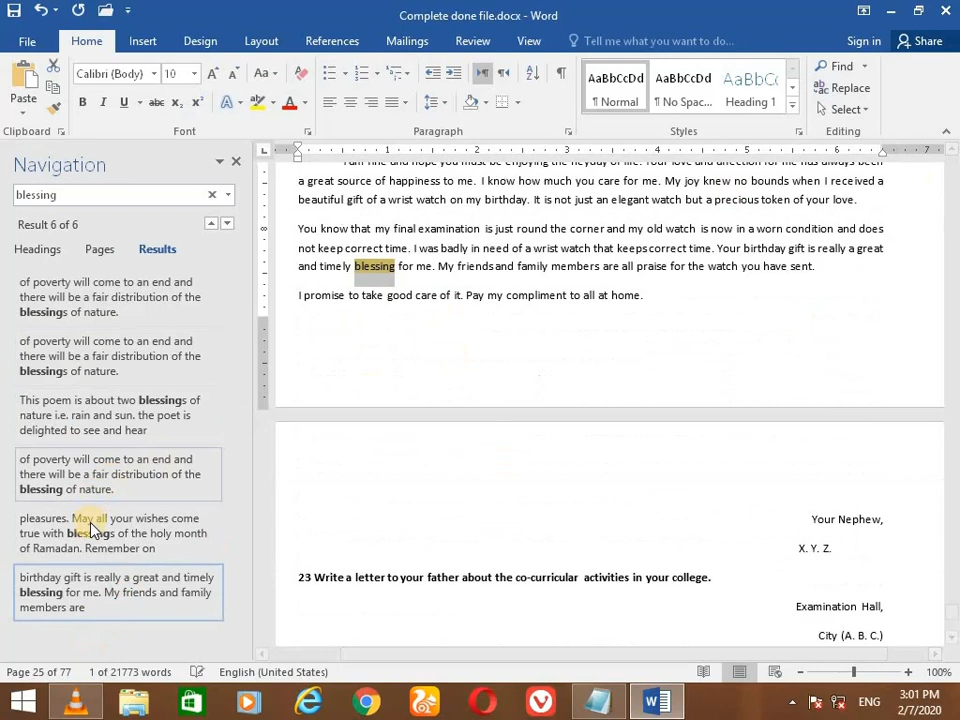 Complete done file.docx - Word
File Home Insert Design Layout References Mailings Review View Tell me what you want to do... Sign in Share
Calibri (Body) 10
Paste
Find
Replace
Select
AaBbCcDd AaBbCcDd AaBbCc
¶ Normal ¶ No Spac... Heading 1
Clipboard Font Paragraph Styles Editing
Navigation
blessing
Result 6 of 6
Headings Pages Results
of poverty will come to an end and
there will be a fair distribution of the
blessings of nature.
of poverty will come to an end and
there will be a fair distribution of the
blessings of nature.
This poem is about two blessings of
nature i.e. rain and sun. the poet is
delighted to see and hear
of poverty will come to an end and
there will be a fair distribution of the
blessing of nature.
pleasures. May all your wishes come
true with blessings of the holy month
of Ramadan. Remember on
birthday gift is really a great and timely
blessing for me. My friends and family
members are
1 2 3 4 5 6 7
I am fine and hope you must be enjoying the heyday of life. Your love and affection for me has always been
a great source of happiness to me. I know how much you care for me. My joy knew no bounds when I received a
beautiful gift of a wrist watch on my birthday. It is not just an elegant watch but a precious token of your love.
You know that my final examination is just round the corner and my old watch is now in a worn condition and does
not keep correct time. I was badly in need of a wrist watch that keeps correct time. Your birthday gift is really a great
and timely blessing for me. My friends and family members are all praise for the watch you have sent.
I promise to take good care of it. Pay my compliment to all at home.
Your Nephew,
X. Y. Z.
23 Write a letter to your father about the co-curricular activities in your college.
Examination Hall,
City (A. B. C.)
Page 25 of 77 1 of 21773 words English (United States) 100%
ENG
3:01 PM
2/7/2020